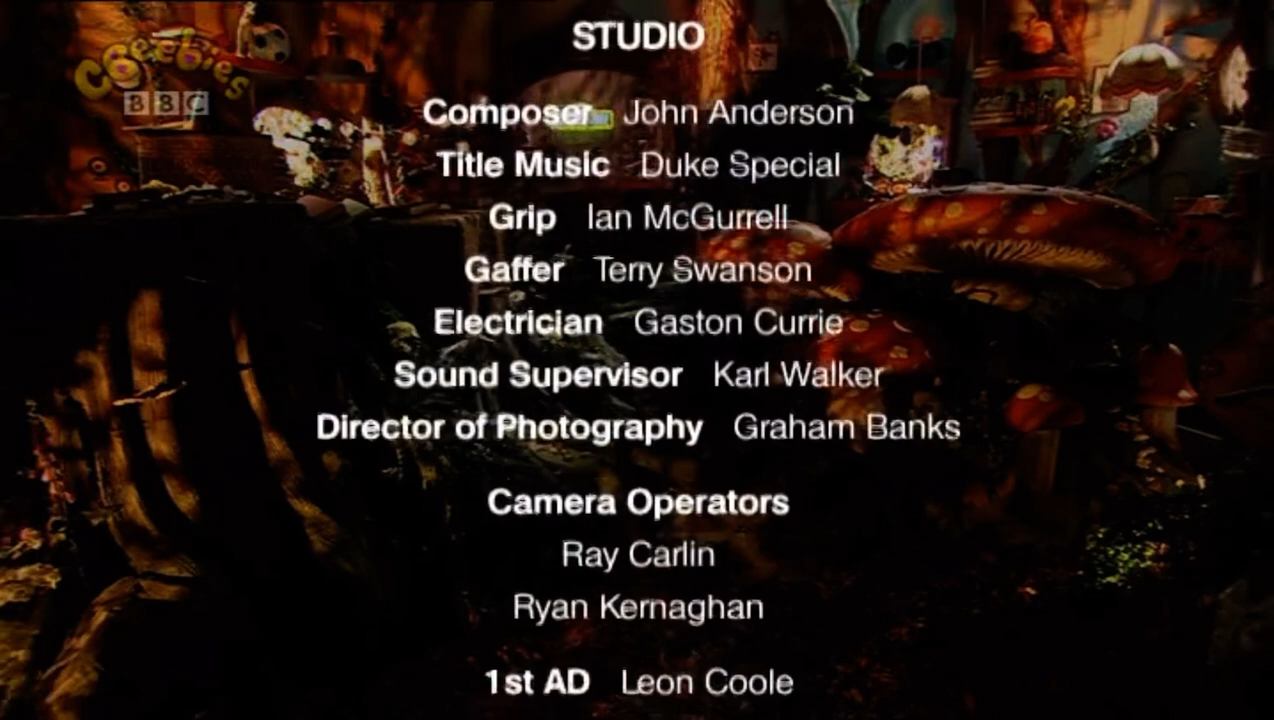 CBeebies
BBC
STUDIO
Composer John Anderson
Title Music Duke Special
Grip Ian McGurrell
Gaffer Terry Swanson
Electrician Gaston Currie
Sound Supervisor Karl Walker
Director of Photography Graham Banks
Camera Operators
Ray Carlin
Ryan Kernaghan
1st AD Leon Coole